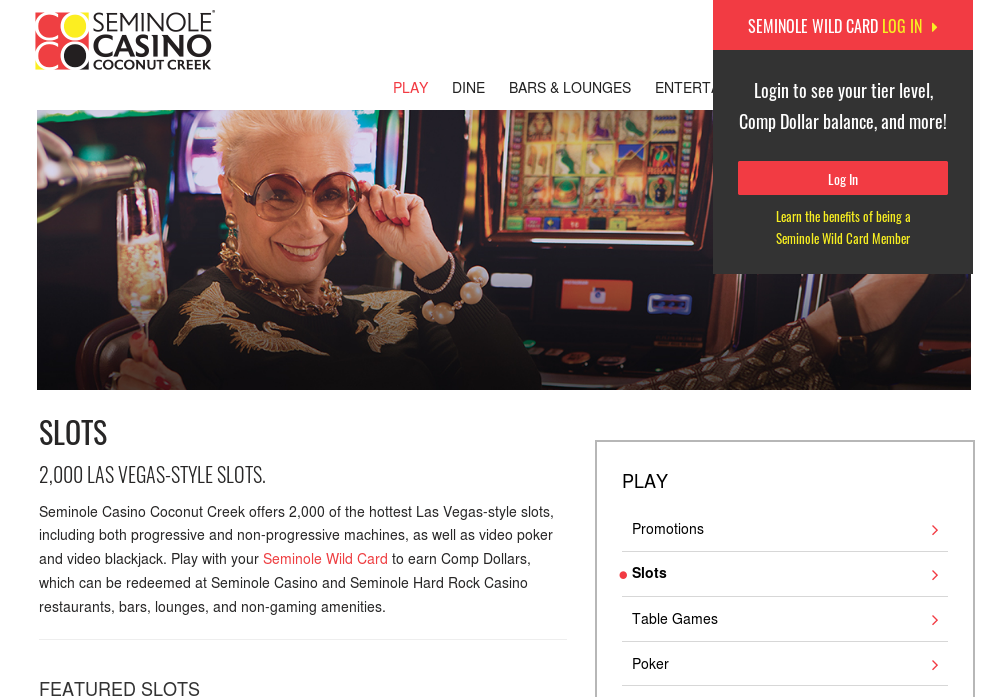 SEMINOLE
CASINO
COCONUT CREEK
SEMINOLE WILD CARD LOG IN
Login to see your tier level,
Comp Dollar balance, and more!
Log In
Learn the benefits of being a
Seminole Wild Card Member
PLAY DINE BARS & LOUNGES ENTERTA
SLOTS
2,000 LAS VEGAS-STYLE SLOTS.
Seminole Casino Coconut Creek offers 2,000 of the hottest Las Vegas-style slots,
including both progressive and non-progressive machines, as well as video poker
and video blackjack. Play with your Seminole Wild Card to earn Comp Dollars,
which can be redeemed at Seminole Casino and Seminole Hard Rock Casino
restaurants, bars, lounges, and non-gaming amenities.
FEATURED SLOTS
PLAY
Promotions
Slots
Table Games
Poker